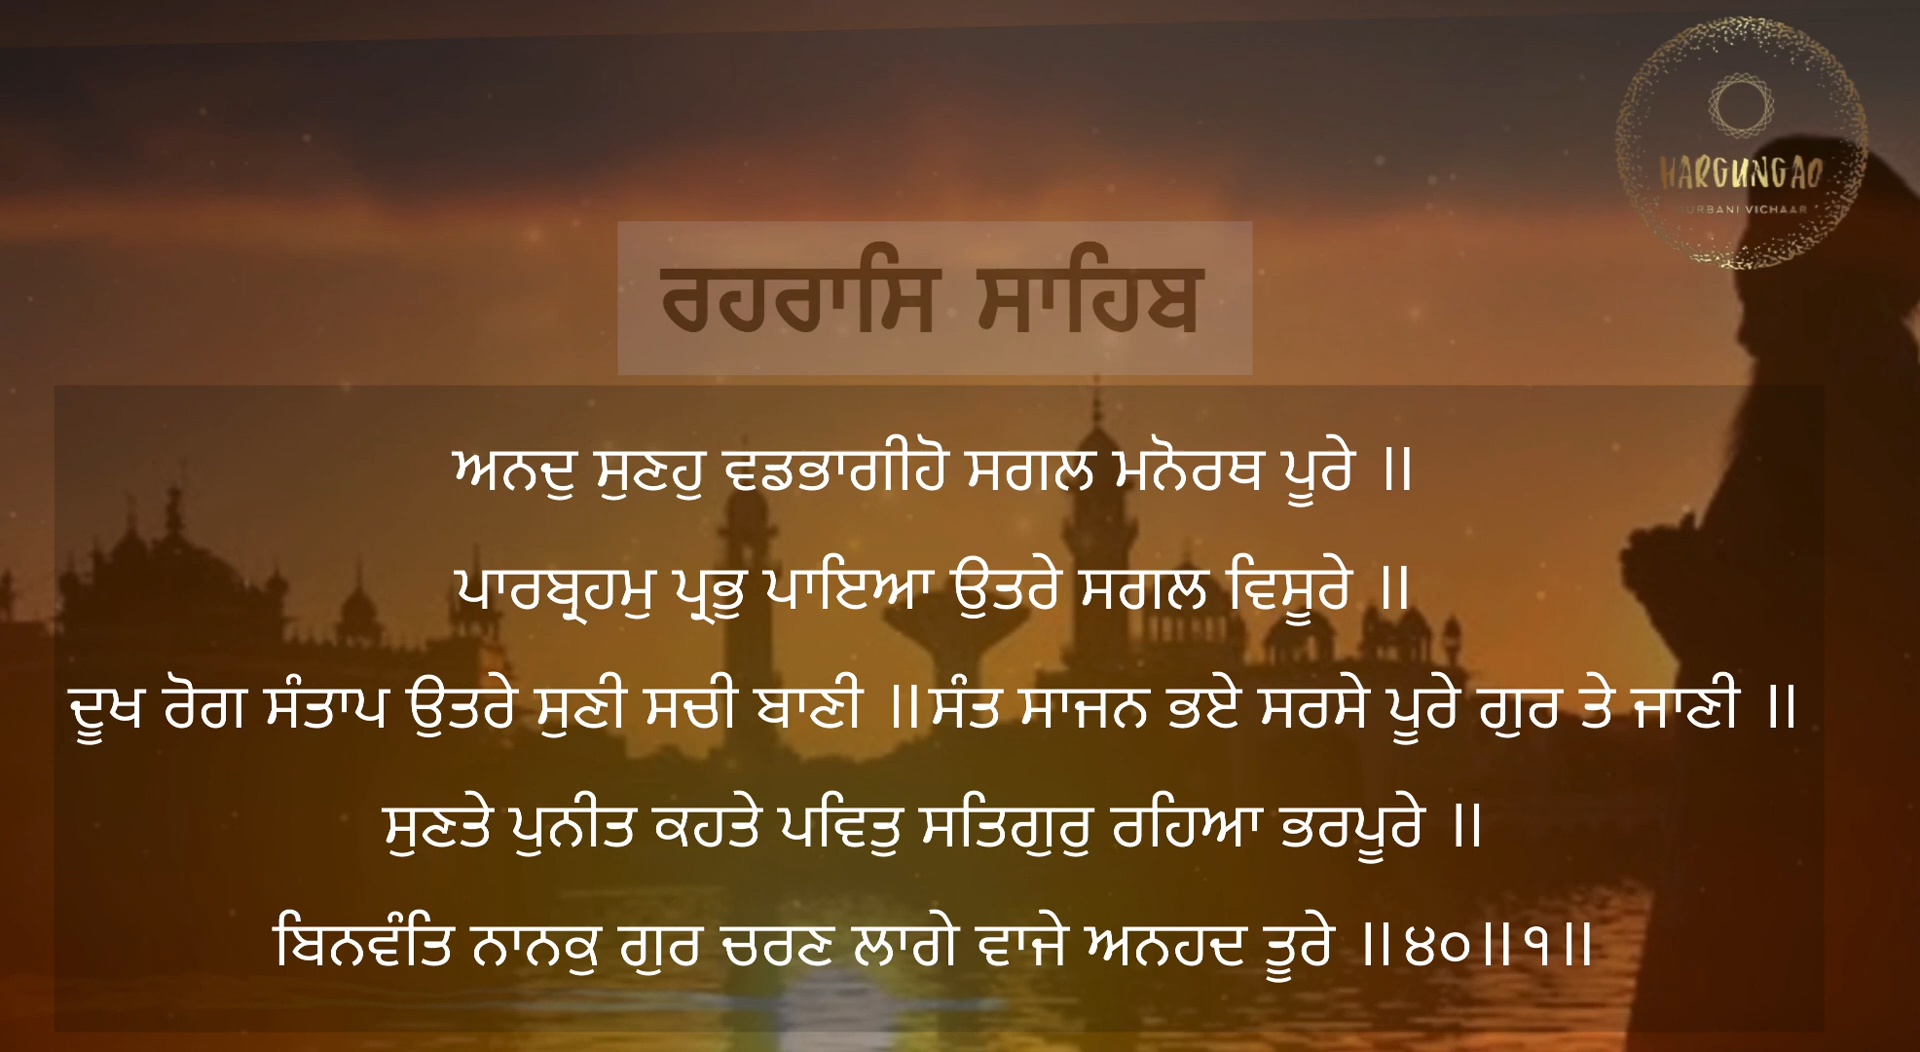 HARGUNGAO
GURBANI VICHAAR
ਰਹਰਾਸਿ ਸਾਹਿਬ
ਅਨਦੁ ਸੁਣਹੁ ਵਡਭਾਗੀਹੋ ਸਗਲ ਮਨੋਰਥ ਪੂਰੇ ॥
ਪਾਰਬ੍ਰਹਮੁ ਪ੍ਰਭੁ ਪਾਇਆ ਉਤਰੇ ਸਗਲ ਵਿਸੂਰੇ ॥
ਦੂਖ ਰੋਗ ਸੰਤਾਪ ਉਤਰੇ ਸੁਣੀ ਸਚੀ ਬਾਣੀ ॥ਸੰਤ ਸਾਜਨ ਭਏ ਸਰਸੇ ਪੂਰੇ ਗੁਰ ਤੇ ਜਾਣੀ ॥
ਸੁਣਤੇ ਪੁਨੀਤ ਕਹਤੇ ਪਵਿਤੁ ਸਤਿਗੁਰੁ ਰਹਿਆ ਭਰਪੂਰੇ ॥
ਬਿਨਵੰਤਿ ਨਾਨਕੁ ਗੁਰ ਚਰਣ ਲਾਗੇ ਵਾਜੇ ਅਨਹਦ ਤੂਰੇ ॥੪੦॥੧॥